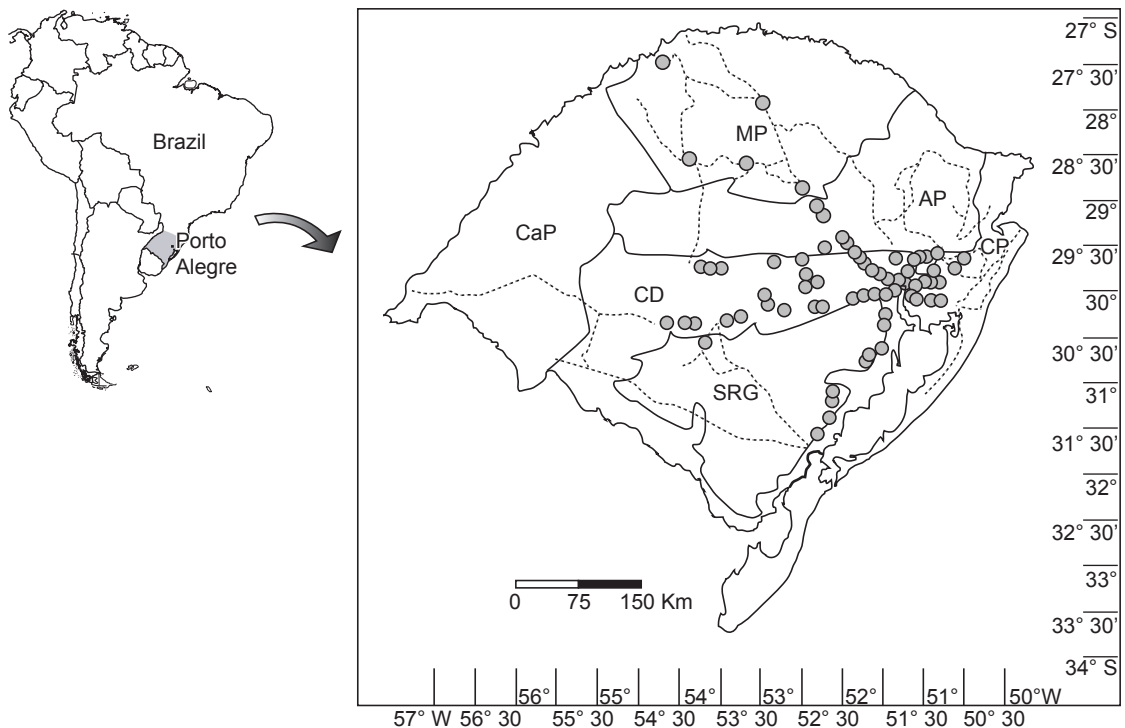 Brazil
Porto
Alegre
MP
AP
CP
CaP
CD
SRG
0 75 150 Km
27° S
27° 30’
28°
28° 30’
29°
29° 30’
30° 30’
30° 30’
31°
31° 30’
32°
32° 30’
33°
33° 30’
34° S
56° 55° 54° 53° 52° 51° 50°W
57° W 56° 30 55° 30 54° 30 53° 30 52° 30 51° 30 50° 30’